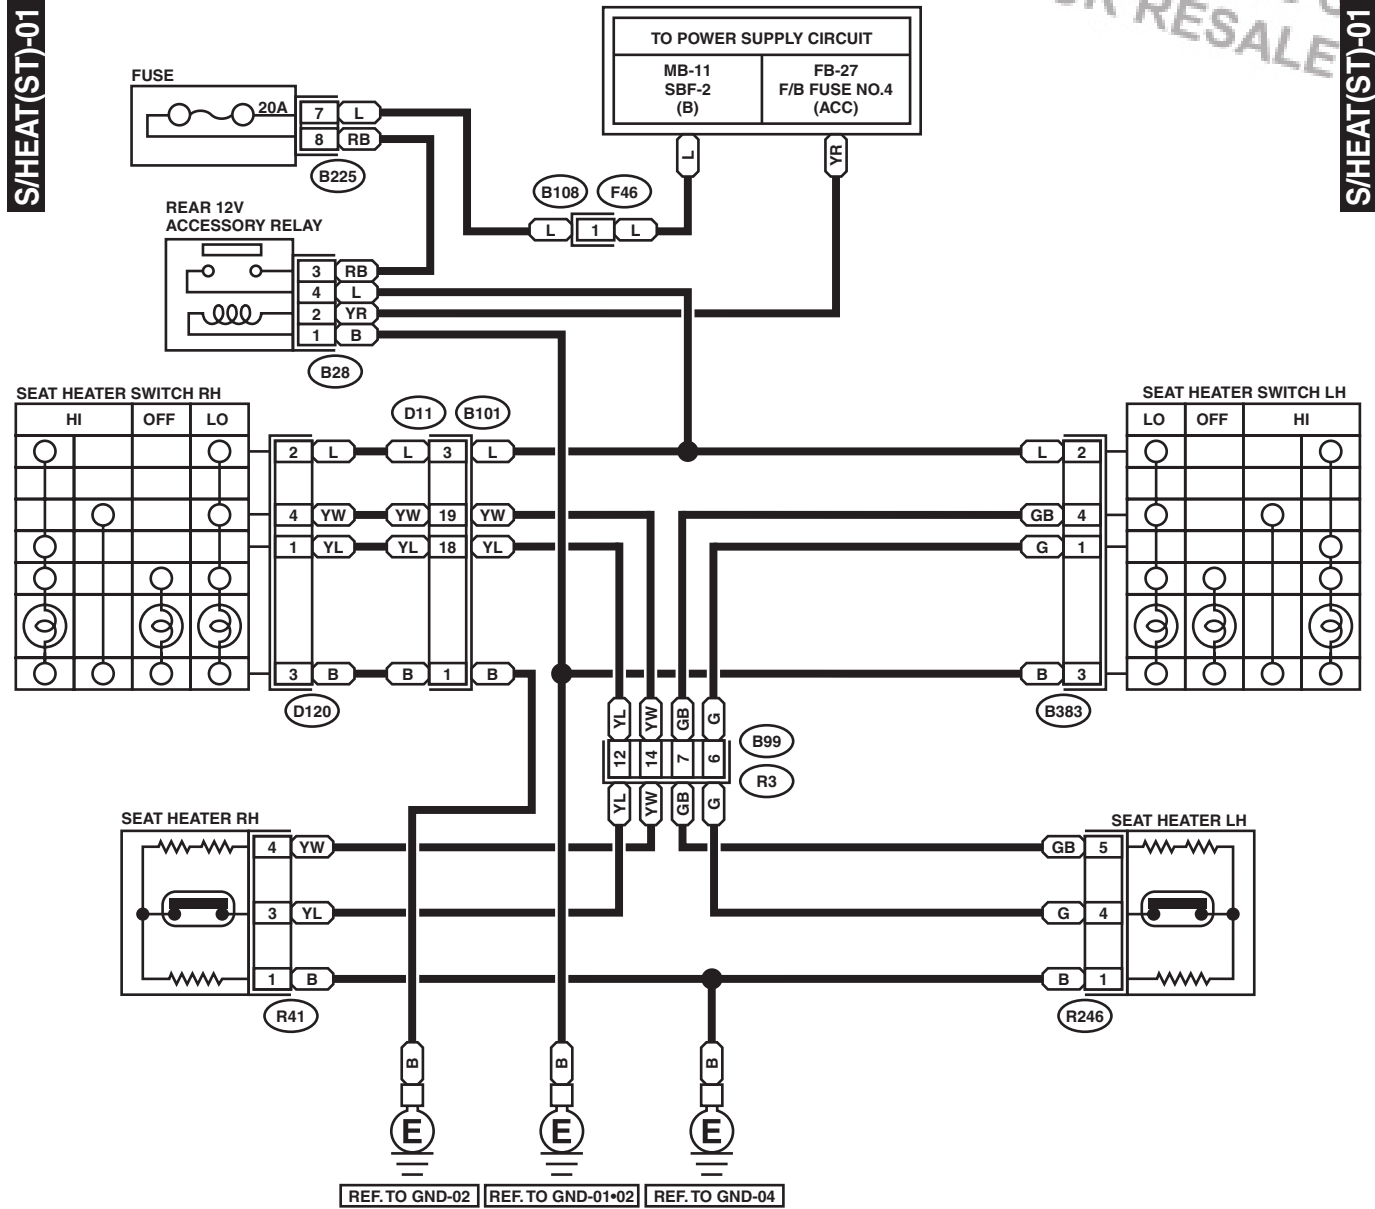 S/HEAT(ST)-01
R RESALE
S/HEAT(ST)-01
TO POWER SUPPLY CIRCUIT
MB-11
SBF-2
(B)
FB-27
F/B FUSE NO.4
(ACC)
FUSE
20A
7
L
8
RB
B225
L
YR
B108
F46
L
1
L
REAR 12V
ACCESSORY RELAY
3
RB
4
L
2
YR
1
B
B28
SEAT HEATER SWITCH RH
HI
OFF
LO
D11
B101
2
L
L
3
L
4
YW
YW
19
YW
1
YL
YL
18
YL
3
B
B
1
B
D120
SEAT HEATER SWITCH LH
LO
OFF
HI
L
2
GB
4
G
1
B
3
B383
YL
YW
GB
G
12
14
7
6
B99
R3
YL
YW
GB
G
SEAT HEATER RH
4
YW
3
YL
1
B
R41
SEAT HEATER LH
GB
5
G
4
B
1
R246
B
B
B
E
E
E
REF. TO GND-02
REF. TO GND-01•02
REF. TO GND-04